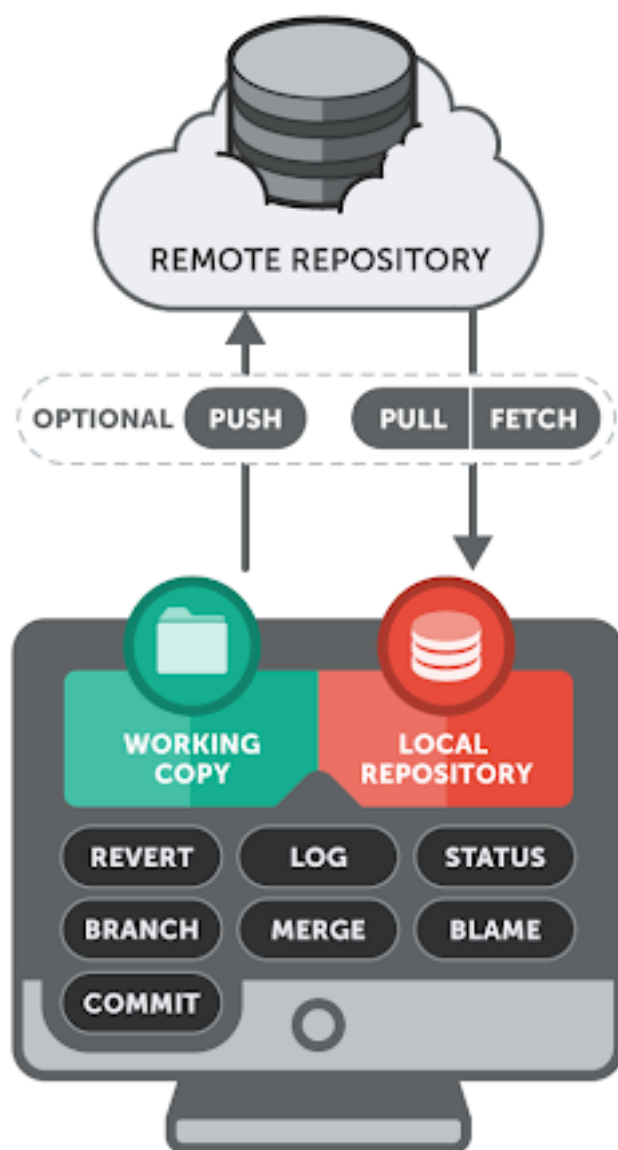 REMOTE REPOSITORY
OPTIONAL PUSH PULL FETCH
WORKING COPY
LOCAL REPOSITORY
REVERT LOG STATUS
BRANCH MERGE BLAME
COMMIT